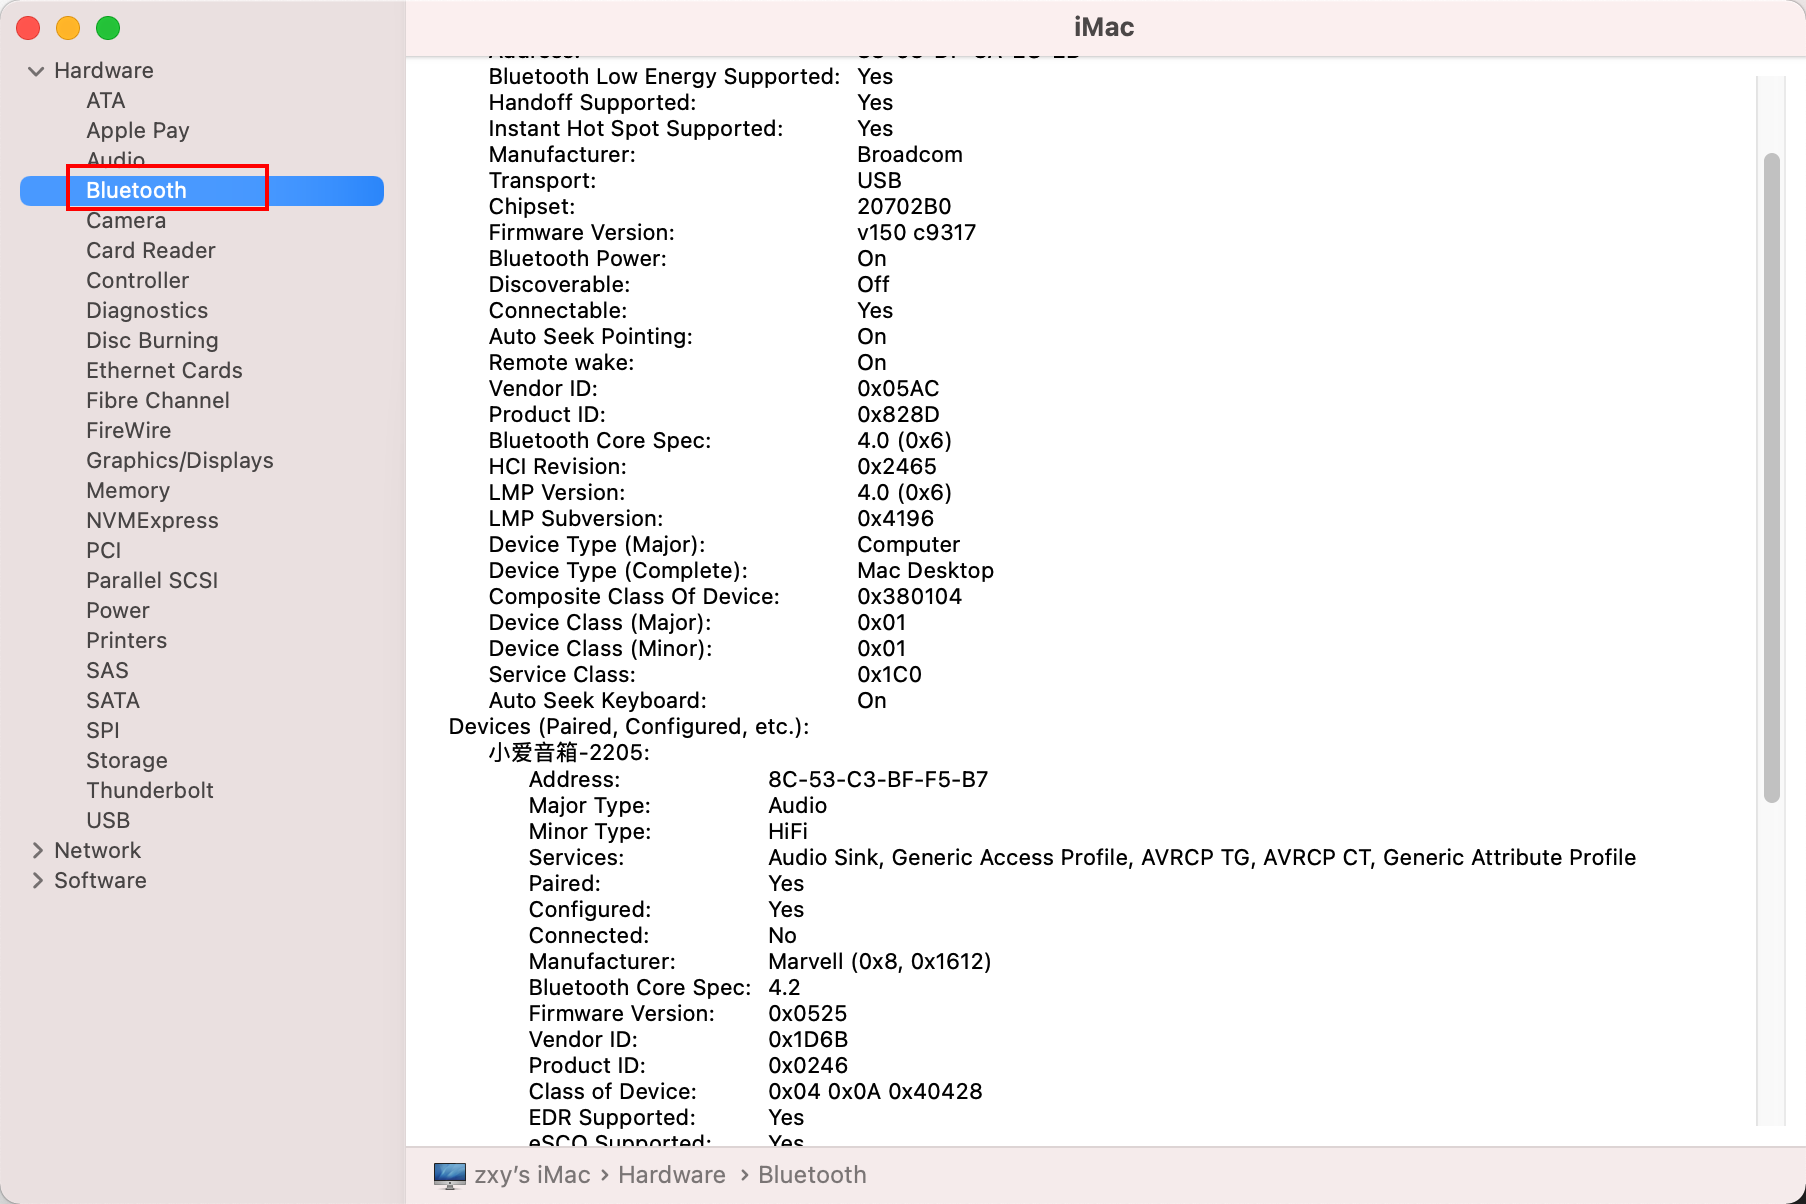 iMac
Hardware
ATA
Apple Pay
Audio
Bluetooth
Camera
Card Reader
Controller
Diagnostics
Disc Burning
Ethernet Cards
Fibre Channel
FireWire
Graphics/Displays
Memory
NVMExpress
PCI
Parallel SCSI
Power
Printers
SAS
SATA
SPI
Storage
Thunderbolt
USB
Network
Software
Bluetooth Low Energy Supported: Yes
Handoff Supported: Yes
Instant Hot Spot Supported: Yes
Manufacturer: Broadcom
Transport: USB
Chipset: 20702B0
Firmware Version: v150 c9317
Bluetooth Power: On
Discoverable: Off
Connectable: Yes
Auto Seek Pointing: On
Remote wake: On
Vendor ID: 0x05AC
Product ID: 0x828D
Bluetooth Core Spec: 4.0 (0x6)
HCI Revision: 0x2465
LMP Version: 4.0 (0x6)
LMP Subversion: 0x4196
Device Type (Major): Computer
Device Type (Complete): Mac Desktop
Composite Class Of Device: 0x380104
Device Class (Major): 0x01
Device Class (Minor): 0x01
Service Class: 0x1C0
Auto Seek Keyboard: On
Devices (Paired, Configured, etc.):
小爱音箱-2205:
Address: 8C-53-C3-BF-F5-B7
Major Type: Audio
Minor Type: HiFi
Services: Audio Sink, Generic Access Profile, AVRCP TG, AVRCP CT, Generic Attribute Profile
Paired: Yes
Configured: Yes
Connected: No
Manufacturer: Marvell (0x8, 0x1612)
Bluetooth Core Spec: 4.2
Firmware Version: 0x0525
Vendor ID: 0x1D6B
Product ID: 0x0246
Class of Device: 0x04 0x0A 0x40428
EDR Supported: Yes
eSCO Supported: Yes
zxy's iMac › Hardware › Bluetooth